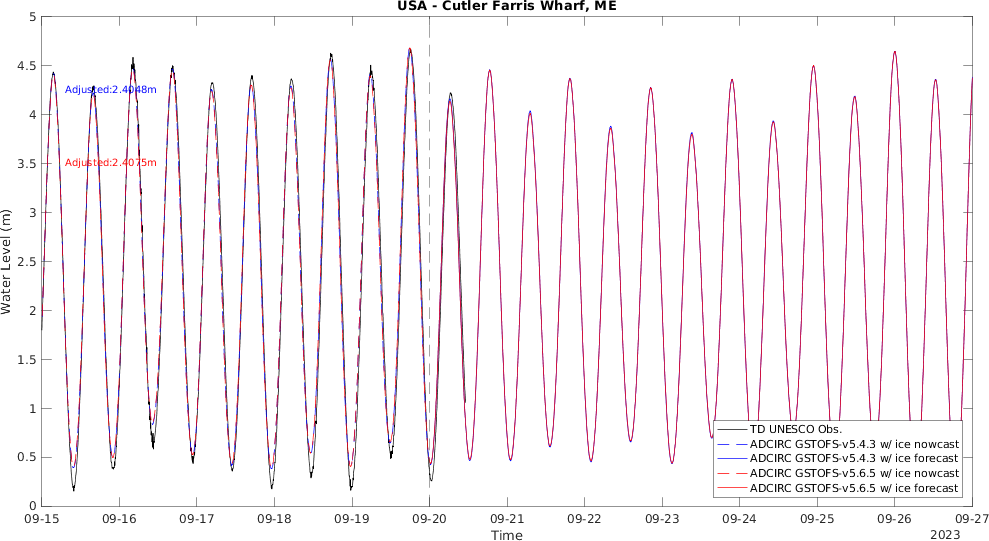 USA - Cutler Farris Wharf, ME
5
4.5
4
3.5
3
2.5
2
1.5
1
0.5
0
Water Level (m)
Adjusted:2.4048m
Adjusted:2.4075m
TD UNESCO Obs.
ADCIRC GSTOFS-v5.4.3 w/ ice nowcast
ADCIRC GSTOFS-v5.4.3 w/ ice forecast
ADCIRC GSTOFS-v5.6.5 w/ ice nowcast
ADCIRC GSTOFS-v5.6.5 w/ ice forecast
09-15 09-16 09-17 09-18 09-19 09-20 09-21 09-22 09-23 09-24 09-25 09-26 09-27
Time
2023